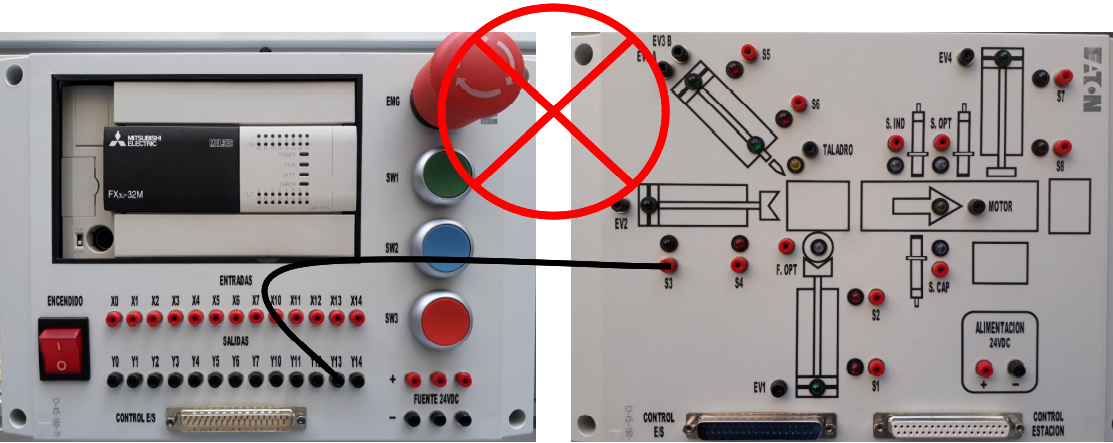 EMG
MITSUBISHI
ELECTRIC
MELSEC
POWER
RUN
BATT
ERROR
FX3U-32M
SW1
SW2
SW3
ENTRADAS
X0 X1 X2 X3 X4 X5 X6 X7 X10 X11 X12 X13 X14
ENCENDIDO
SALIDAS
Y0 Y1 Y2 Y3 Y4 Y5 Y6 Y7 Y10 Y11 Y12 Y13 Y14
+
FUENTE 24VDC
-
CONTROL E/S
EV3 B
S5
EV4
EATON
S7
S6
S. IND
S. OPT
TALADRO
S8
EV2
MOTOR
S3
S4
F. OPT
S. CAP
S2
ALIMENTACION
24VDC
+ -
EV1
S1
CONTROL
E/S
CONTROL
ESTACION